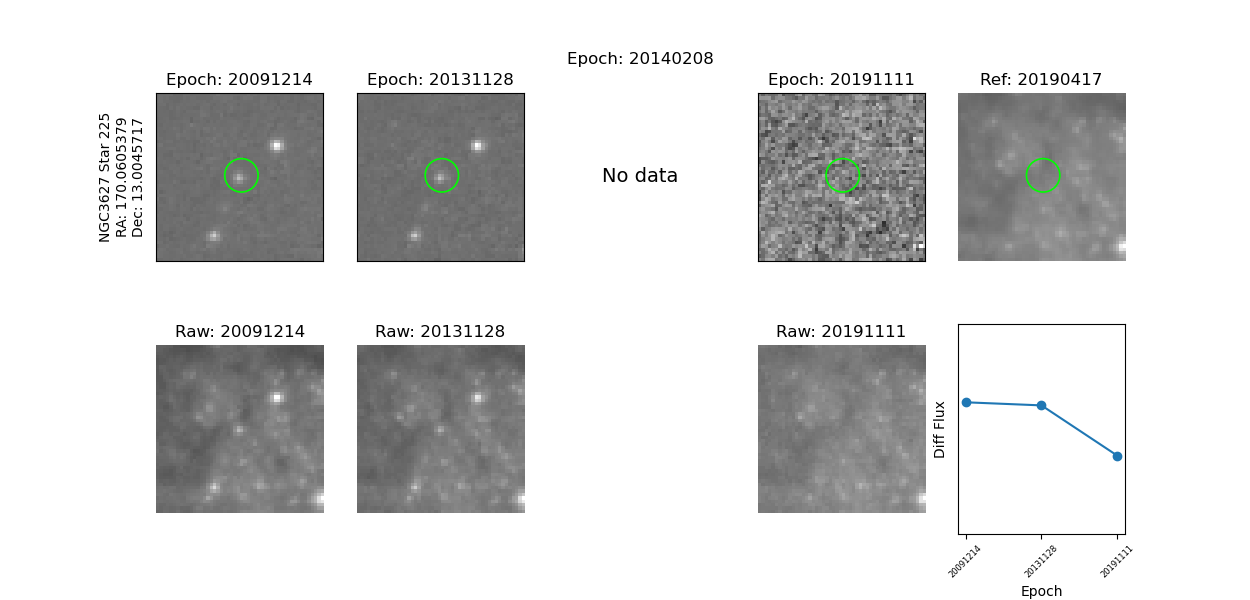 Epoch: 20140208
Epoch: 20091214
Epoch: 20131128
Epoch: 20191111
Ref: 20190417
NGC3627 Star 225
RA: 170.0605379
Dec: 13.0045717
No data
Raw: 20091214
Raw: 20131128
Raw: 20191111
Diff Flux
20091214
20131128
20191111
Epoch